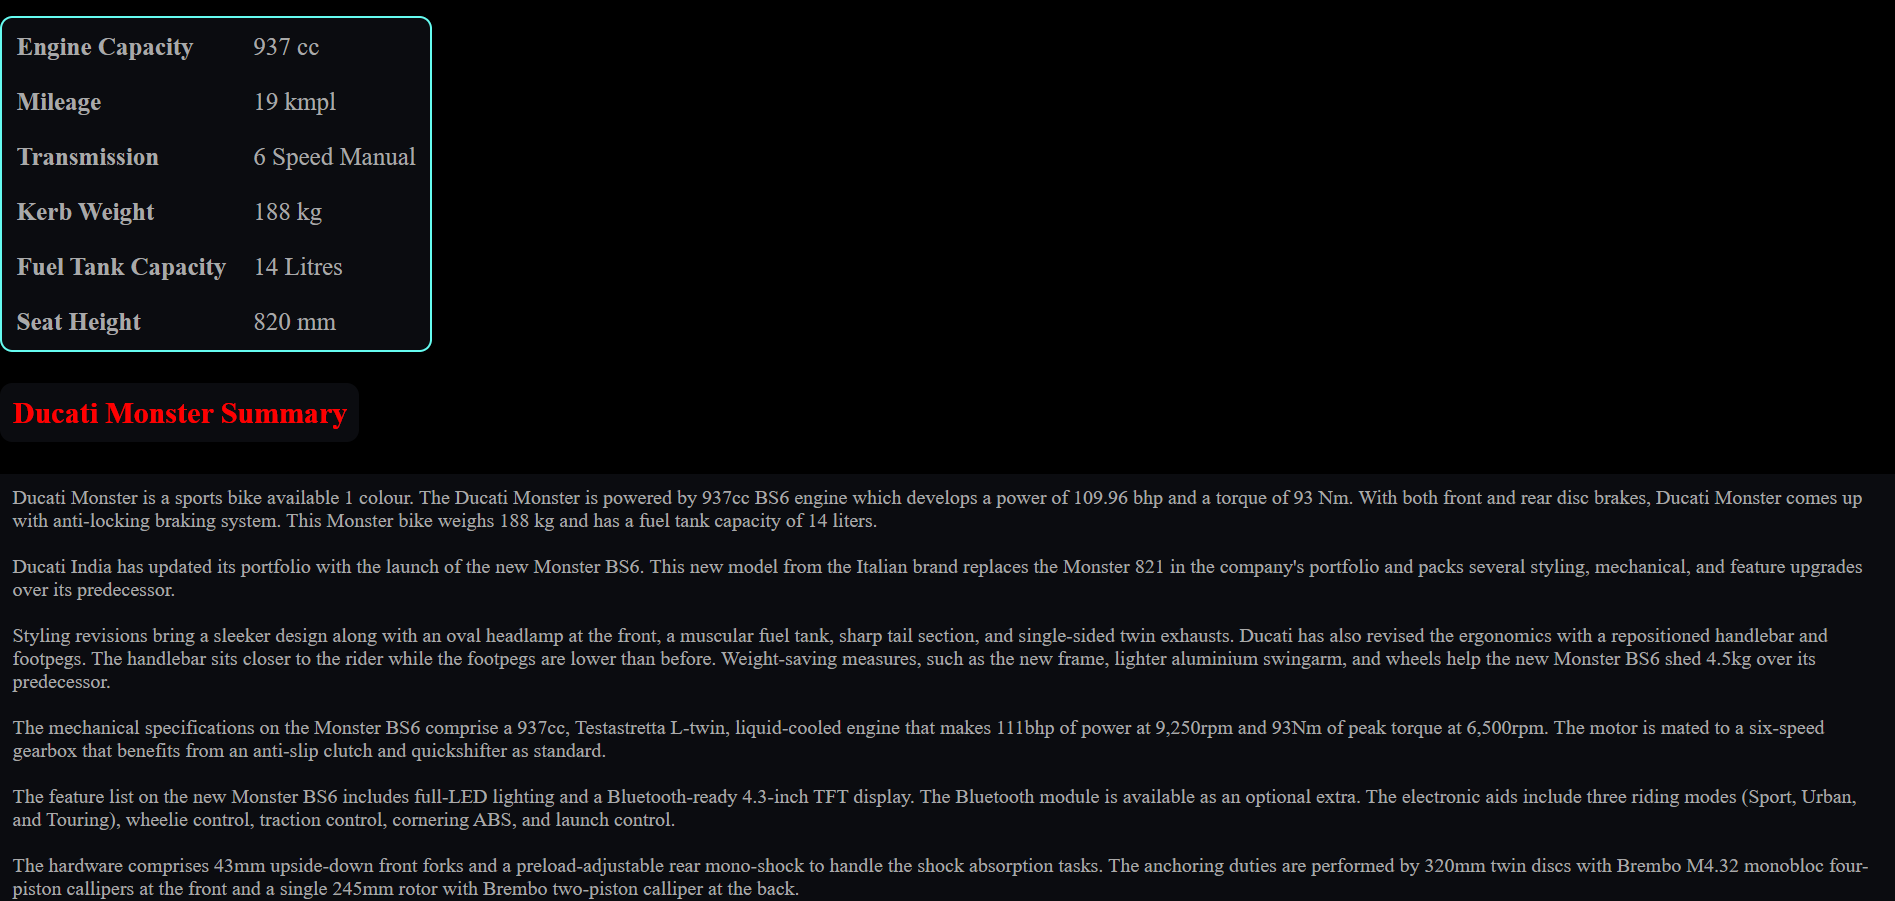 Engine Capacity 937 cc
Mileage 19 kmpl
Transmission 6 Speed Manual
Kerb Weight 188 kg
Fuel Tank Capacity 14 Litres
Seat Height 820 mm
Ducati Monster Summary
Ducati Monster is a sports bike available 1 colour. The Ducati Monster is powered by 937cc BS6 engine which develops a power of 109.96 bhp and a torque of 93 Nm. With both front and rear disc brakes, Ducati Monster comes up
with anti-locking braking system. This Monster bike weighs 188 kg and has a fuel tank capacity of 14 liters.
Ducati India has updated its portfolio with the launch of the new Monster BS6. This new model from the Italian brand replaces the Monster 821 in the company's portfolio and packs several styling, mechanical, and feature upgrades
over its predecessor.
Styling revisions bring a sleeker design along with an oval headlamp at the front, a muscular fuel tank, sharp tail section, and single-sided twin exhausts. Ducati has also revised the ergonomics with a repositioned handlebar and
footpegs. The handlebar sits closer to the rider while the footpegs are lower than before. Weight-saving measures, such as the new frame, lighter aluminium swingarm, and wheels help the new Monster BS6 shed 4.5kg over its
predecessor.
The mechanical specifications on the Monster BS6 comprise a 937cc, Testastretta L-twin, liquid-cooled engine that makes 111bhp of power at 9,250rpm and 93Nm of peak torque at 6,500rpm. The motor is mated to a six-speed
gearbox that benefits from an anti-slip clutch and quickshifter as standard.
The feature list on the new Monster BS6 includes full-LED lighting and a Bluetooth-ready 4.3-inch TFT display. The Bluetooth module is available as an optional extra. The electronic aids include three riding modes (Sport, Urban,
and Touring), wheelie control, traction control, cornering ABS, and launch control.
The hardware comprises 43mm upside-down front forks and a preload-adjustable rear mono-shock to handle the shock absorption tasks. The anchoring duties are performed by 320mm twin discs with Brembo M4.32 monobloc four-
piston callipers at the front and a single 245mm rotor with Brembo two-piston calliper at the back.